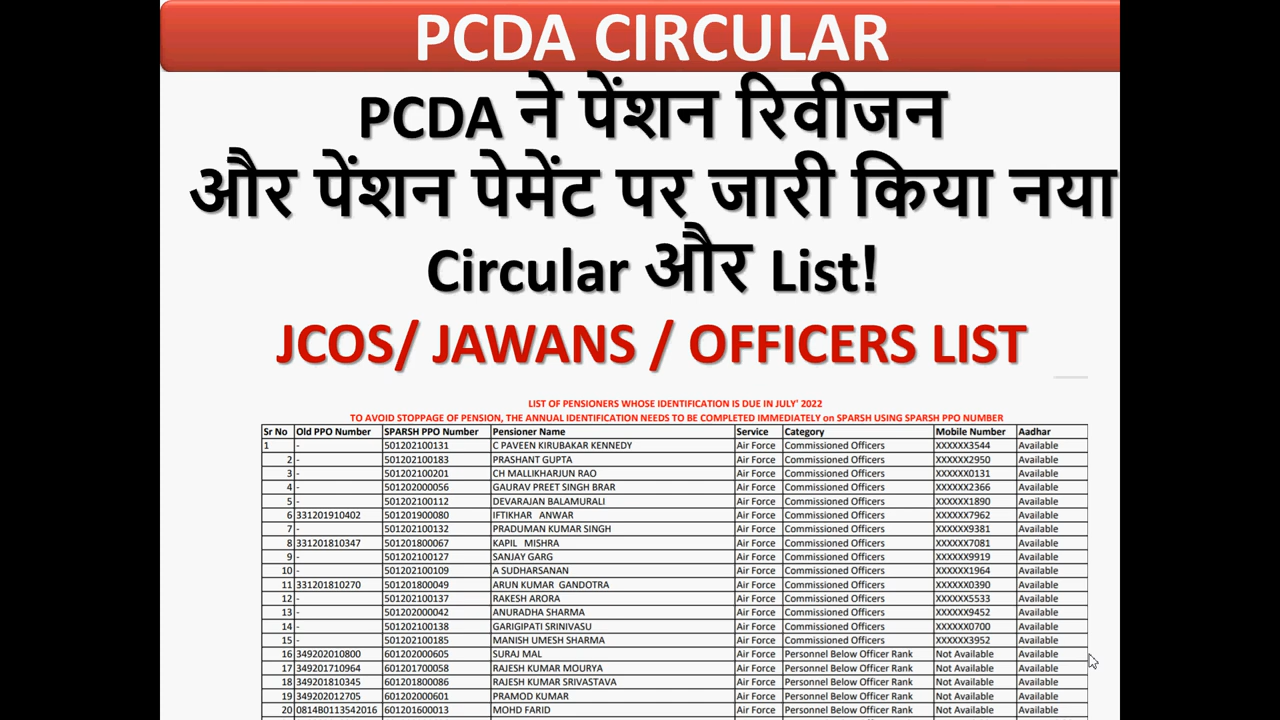 PCDA CIRCULAR
PCDA ने पेंशन रिवीजन
और पेंशन पेमेंट पर जारी किया नया
Circular और List!
JCOS/ JAWANS / OFFICERS LIST
LIST OF PENSIONERS WHOSE IDENTIFICATION IS DUE IN JULY' 2022
TO AVOID STOPPAGE OF PENSION, THE ANNUAL IDENTIFICATION NEEDS TO BE COMPLETED IMMEDIATELY on SPARSH USING SPARSH PPO NUMBER
Sr No Old PPO Number SPARSH PPO Number Pensioner Name Service Category Mobile Number Aadhar
1 - 501202100131 C PAVEEN KIRUBAKAR KENNEDY Air Force Commissioned Officers XXXXXX3544 Available
2 - 501202100183 PRASHANT GUPTA Air Force Commissioned Officers XXXXXX2950 Available
3 - 501202100201 CH MALLIKHARJUN RAO Air Force Commissioned Officers XXXXXX0131 Available
4 - 501202000056 GAURAV PREET SINGH BRAR Air Force Commissioned Officers XXXXXX2366 Available
5 - 501202100112 DEVARAJAN BALAMURALI Air Force Commissioned Officers XXXXXX1890 Available
6 331201910402 501201900080 IFTIKHAR ANWAR Air Force Commissioned Officers XXXXXX7962 Available
7 - 501202100132 PRADUMAN KUMAR SINGH Air Force Commissioned Officers XXXXXX9381 Available
8 331201810347 501201800067 KAPIL MISHRA Air Force Commissioned Officers XXXXXX7081 Available
9 - 501202100127 SANJAY GARG Air Force Commissioned Officers XXXXXX9919 Available
10 - 501202100109 A SUDHARSANAN Air Force Commissioned Officers XXXXXX1964 Available
11 331201810270 501201800049 ARUN KUMAR GANDOTRA Air Force Commissioned Officers XXXXXX0390 Available
12 - 501202100137 RAKESH ARORA Air Force Commissioned Officers XXXXXX5533 Available
13 - 501202000042 ANURADHA SHARMA Air Force Commissioned Officers XXXXXX9452 Available
14 - 501202100138 GARIGIPATI SRINIVASU Air Force Commissioned Officers XXXXXX0700 Available
15 - 501202100185 MANISH UMESH SHARMA Air Force Commissioned Officers XXXXXX3952 Available
16 349202010800 601202000605 SURAJ MAL Air Force Personnel Below Officer Rank Not Available Available
17 349201710964 601201700058 RAJESH KUMAR MOURYA Air Force Personnel Below Officer Rank Not Available Available
18 349201810345 601201800086 RAJESH KUMAR SRIVASTAVA Air Force Personnel Below Officer Rank Not Available Available
19 349202012705 601202000601 PRAMOD KUMAR Air Force Personnel Below Officer Rank Not Available Available
20 0814B0113542016 601201600013 MOHD FARID Air Force Personnel Below Officer Rank Not Available Available